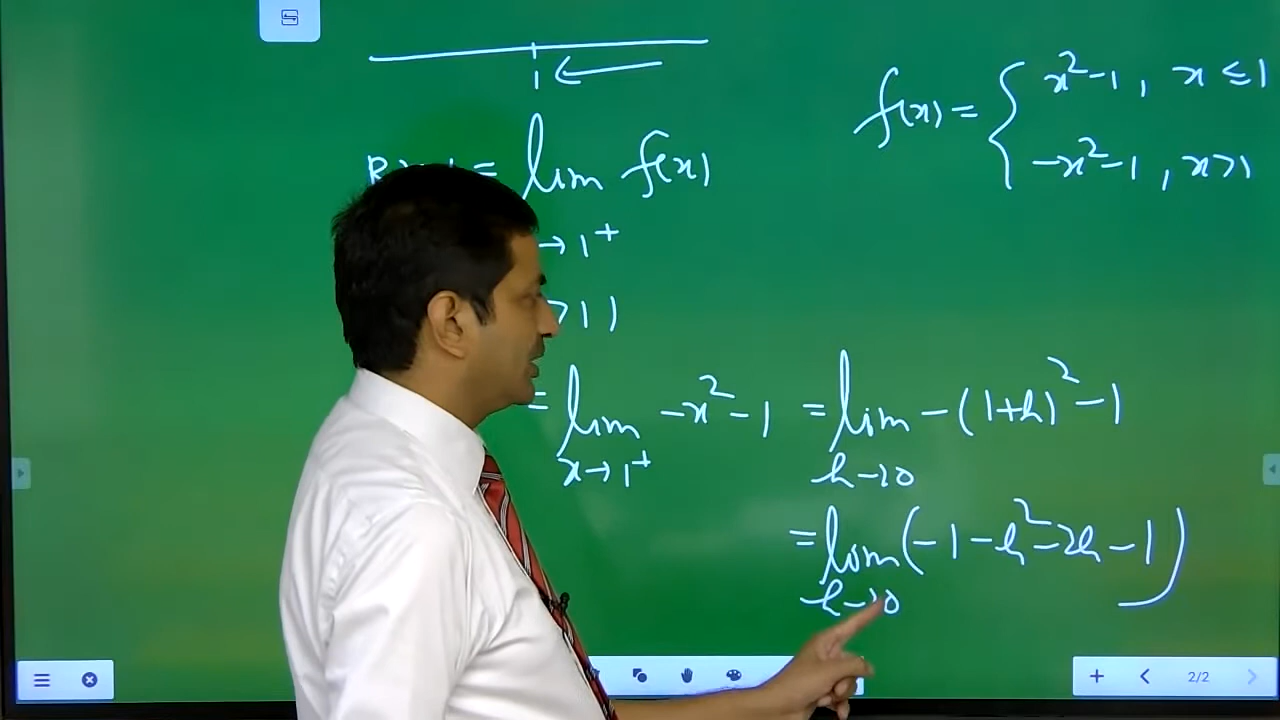 1
f(x) = { x²-1, x ≤ 1
-x²-1, x>1
= lim f(x)
→ 1⁺
> 1)
= lim -x² - 1 = lim -(1+h)² - 1
x→1⁺ h→0
= lim (-1 - h² - 2h - 1)
h→0
2/2